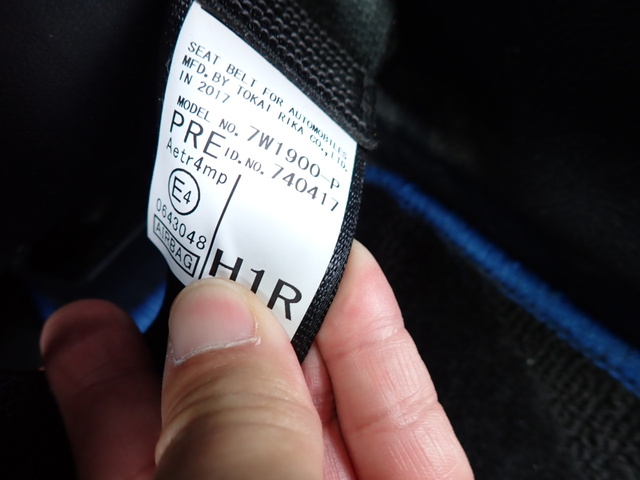 SEAT BELT FOR AUTOMOBILES
MFD. BY TOKAI RIKA CO., LTD.
IN 2017
MODEL NO. 7W1900-P
PRE ID. NO. 740417
Aetr4mp
E4
0643048
AIRBAG
H1R